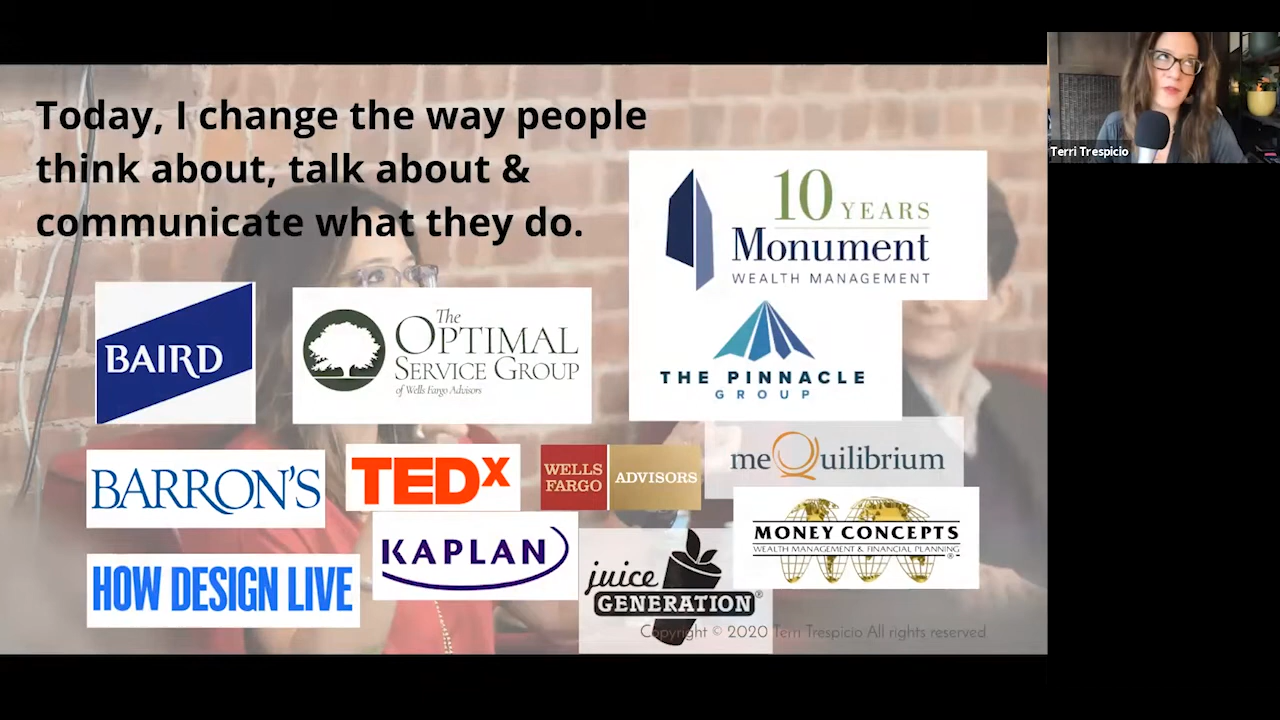 Today, I change the way people
think about, talk about &
communicate what they do.
Terri Trespicio
10 YEARS
Monument
WEALTH MANAGEMENT
BAIRD
The
OPTIMAL
SERVICE GROUP
of Wells Fargo Advisors
THE PINNACLE
GROUP
BARRON'S
TEDx
WELLS
FARGO
ADVISORS
meQuilibrium
MONEY CONCEPTS
WEALTH MANAGEMENT & FINANCIAL PLANNING
®
KAPLAN
HOW DESIGN LIVE
juice
GENERATION®
Copyright © 2020 Terri Trespicio All rights reserved